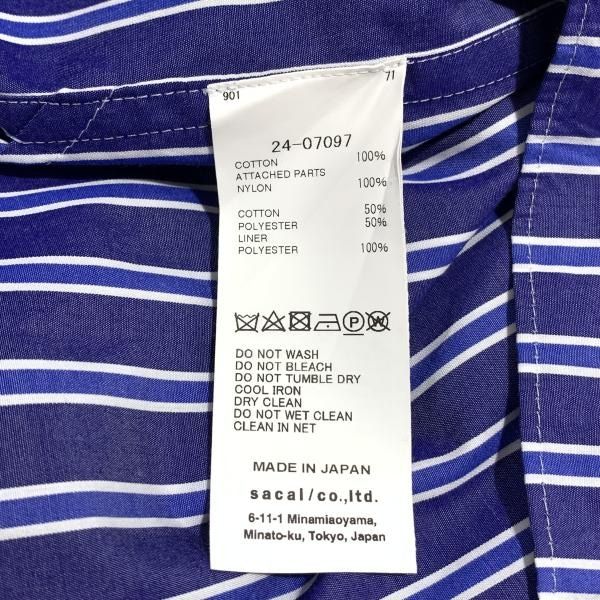 901 71
24-07097
COTTON 100%
ATTACHED PARTS
NYLON 100%
COTTON 50%
POLYESTER 50%
LINER
POLYESTER 100%
P W
DO NOT WASH
DO NOT BLEACH
DO NOT TUMBLE DRY
COOL IRON
DRY CLEAN
DO NOT WET CLEAN
CLEAN IN NET
MADE IN JAPAN
sacai/co.,ltd.
6-11-1 Minamiaoyama,
Minato-ku, Tokyo, Japan